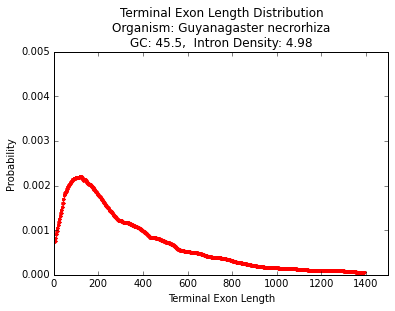 Terminal Exon Length Distribution
Organism: Guyanagaster necrorhiza
GC: 45.5,  Intron Density: 4.98
0.005
0.004
0.003
0.002
0.001
0.000
Probability
0 200 400 600 800 1000 1200 1400
Terminal Exon Length